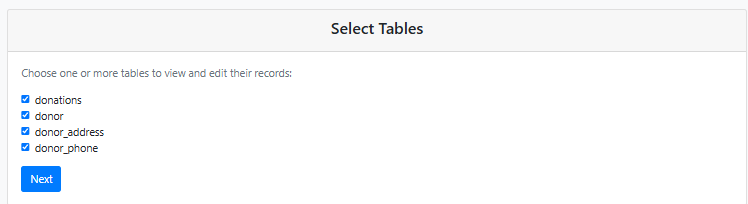 Select Tables
Choose one or more tables to view and edit their records:
donations
donor
donor_address
donor_phone
Next